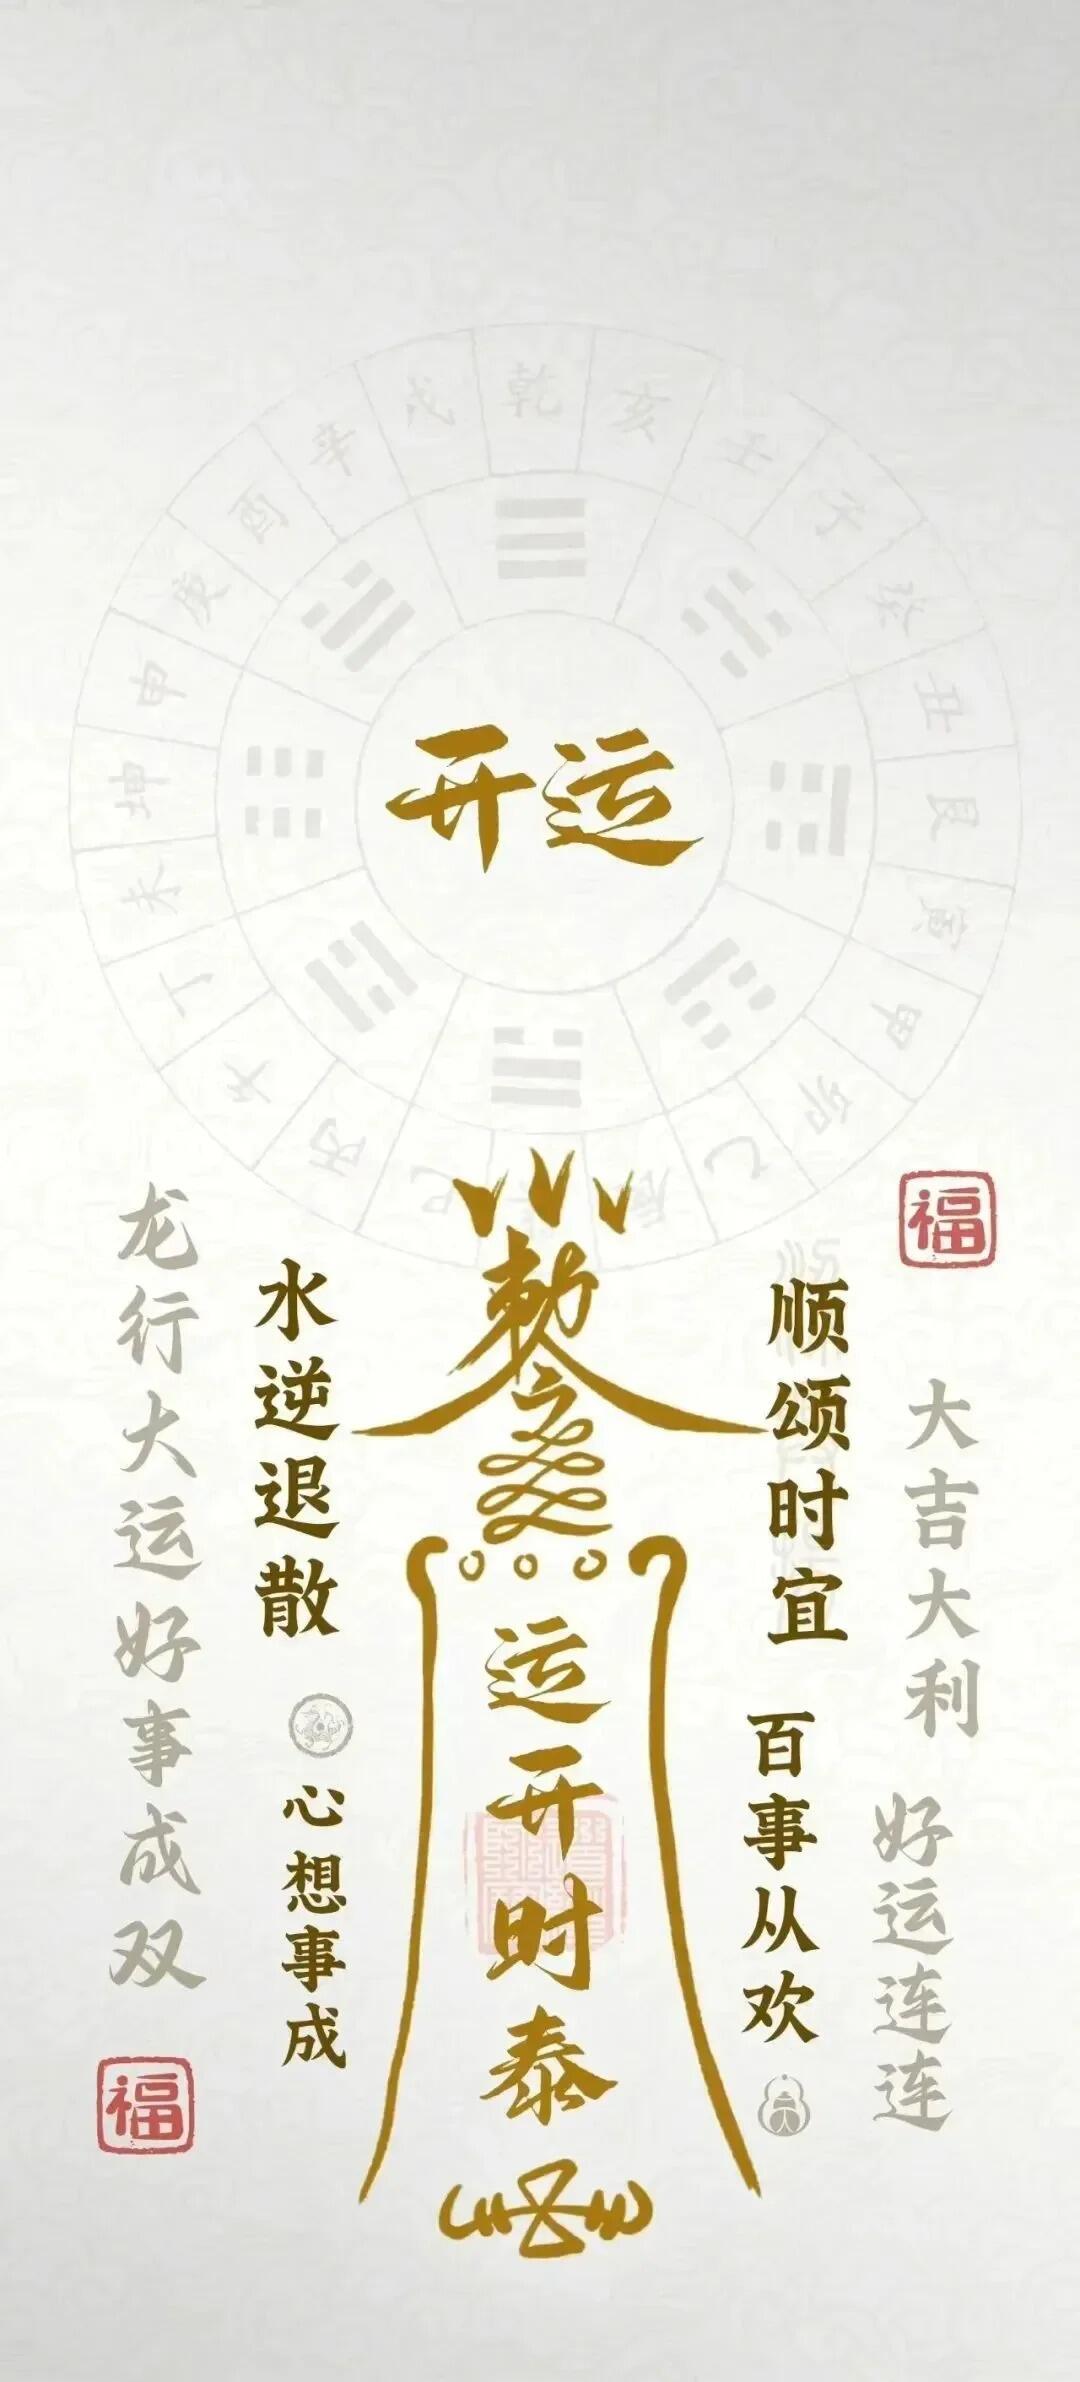 乾
亥
壬
子
癸
丑
艮
寅
甲
卯
乙
辰
巳
丙
午
丁
未
坤
申
庚
酉
辛
戌
开运
敕令
运开时泰
福
大吉大利
好运连连
顺颂时宜
百事从欢
水逆退散
心想事成
龙行大运好事成双
福